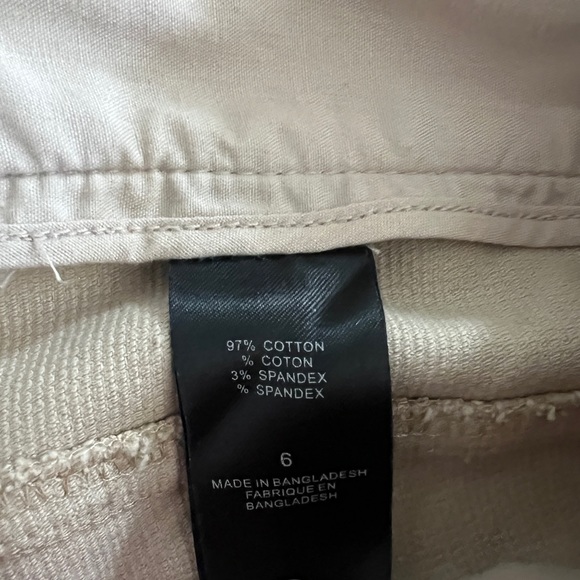 97% COTTON
% COTON
3% SPANDEX
% SPANDEX
6
MADE IN BANGLADESH
FABRIQUE EN
BANGLADESH